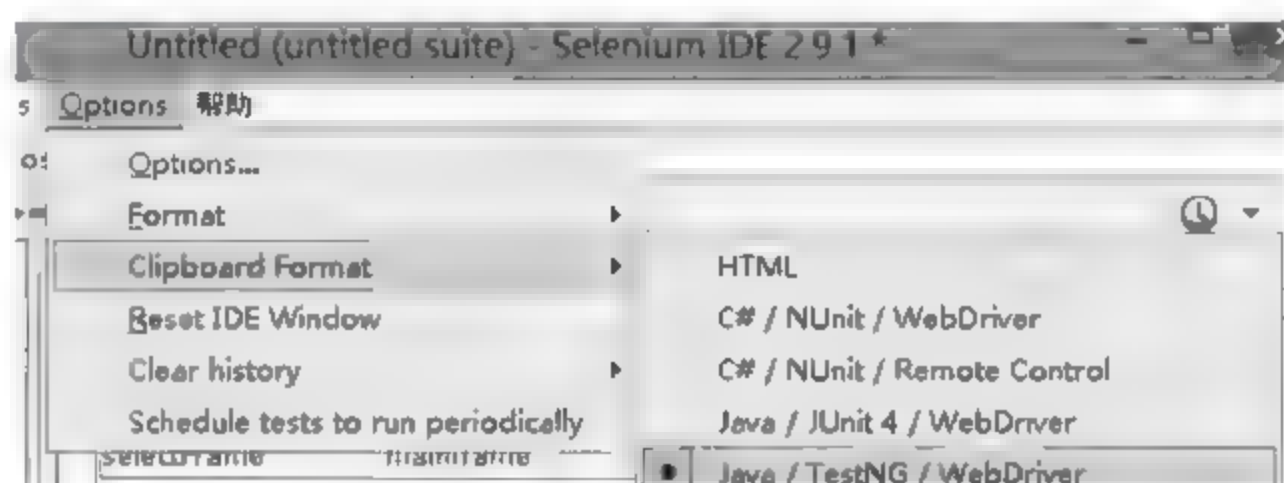 Untitled (untitled suite) - Selenium IDE 2 9 1 *
s Options 帮助
Options...
Format
Clipboard Format
Reset IDE Window
Clear history
Schedule tests to run periodically
HTML
C# / NUnit / WebDriver
C# / NUnit / Remote Control
Java / JUnit 4 / WebDriver
Java / TestNG / WebDriver